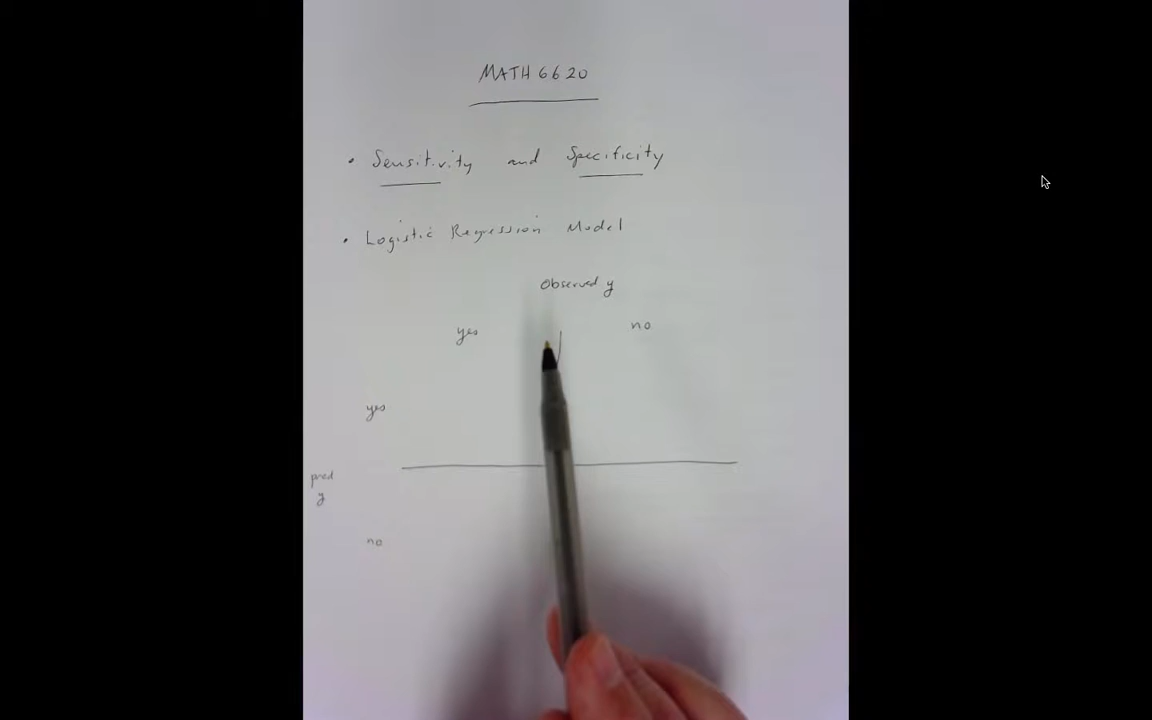 MATH 6620
• Sensitivity and Specificity
• Logistic Regression Model
Observed y
yes no
yes
pred
y
no